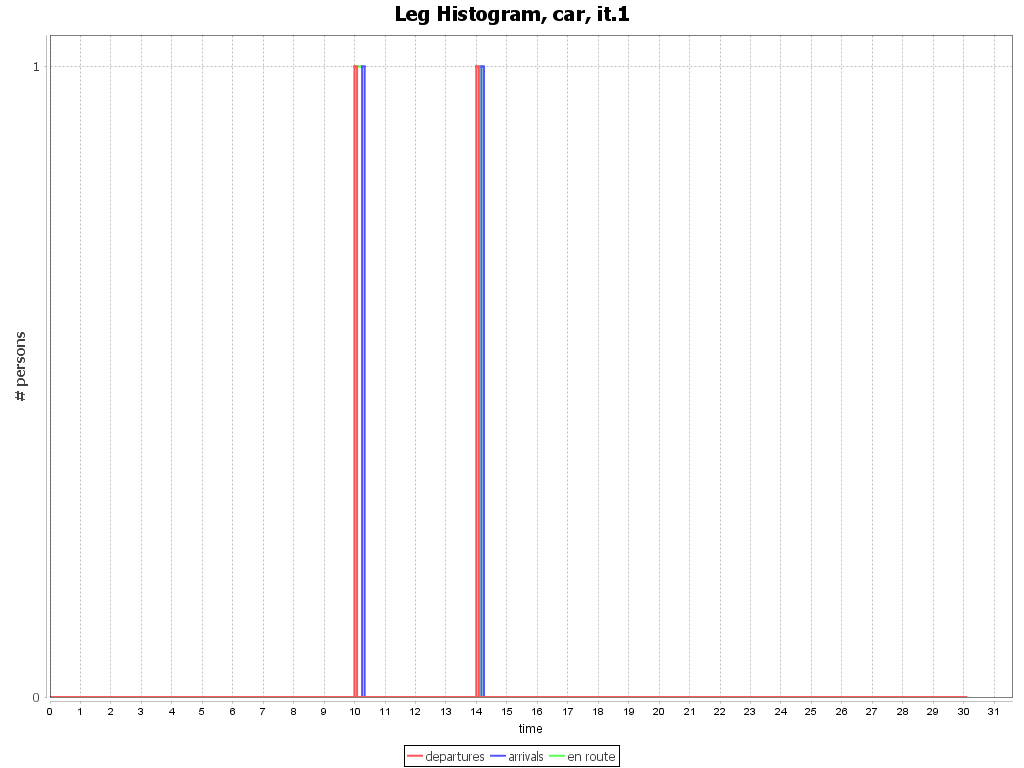 Leg Histogram, car, it.1
1
# persons
0
0 1 2 3 4 5 6 7 8 9 10 11 12 13 14 15 16 17 18 19 20 21 22 23 24 25 26 27 28 29 30 31
time
departures arrivals en route